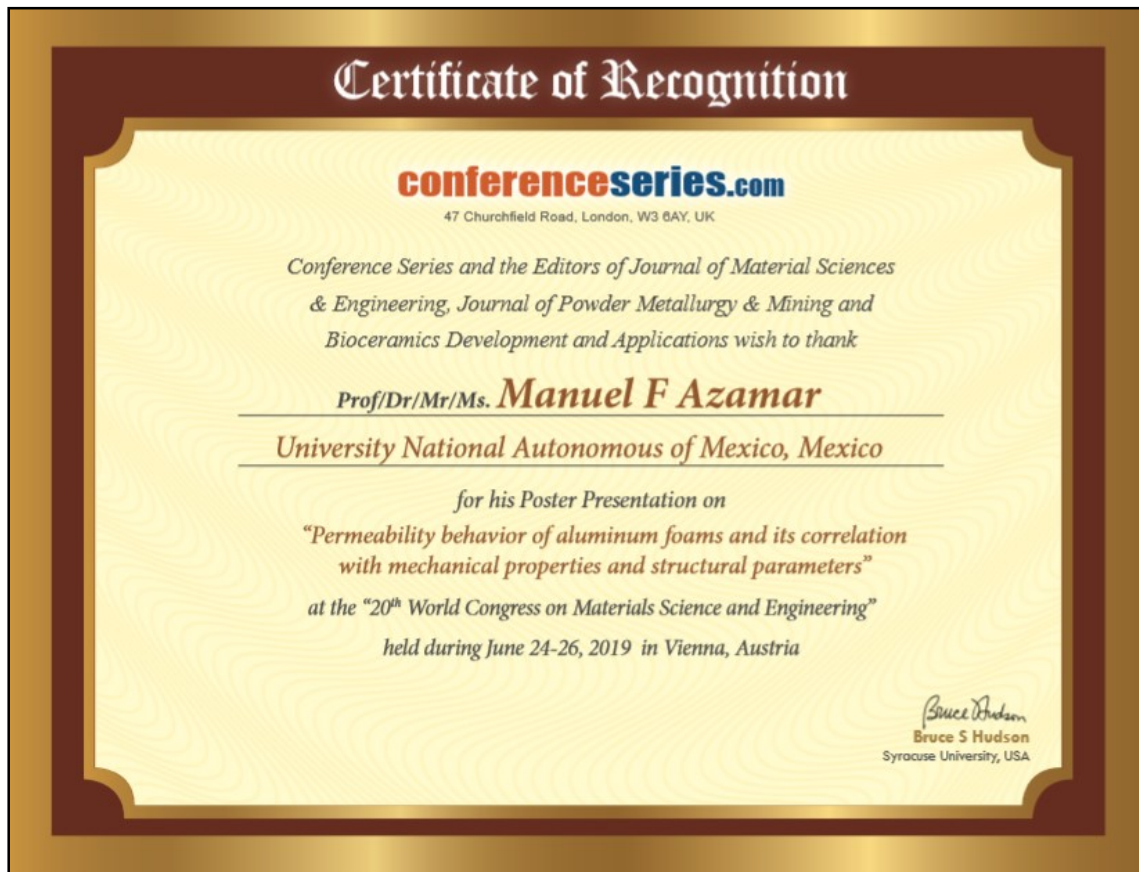 Certificate of Recognition
conferenceseries.com
47 Churchfield Road, London, W3 6AY, UK
Conference Series and the Editors of Journal of Material Sciences
& Engineering, Journal of Powder Metallurgy & Mining and
Bioceramics Development and Applications wish to thank
Prof/Dr/Mr/Ms. Manuel F Azamar
University National Autonomous of Mexico, Mexico
for his Poster Presentation on
“Permeability behavior of aluminum foams and its correlation
with mechanical properties and structural parameters”
at the “20th World Congress on Materials Science and Engineering”
held during June 24-26, 2019 in Vienna, Austria
Bruce Hudson
Bruce S Hudson
Syracuse University, USA